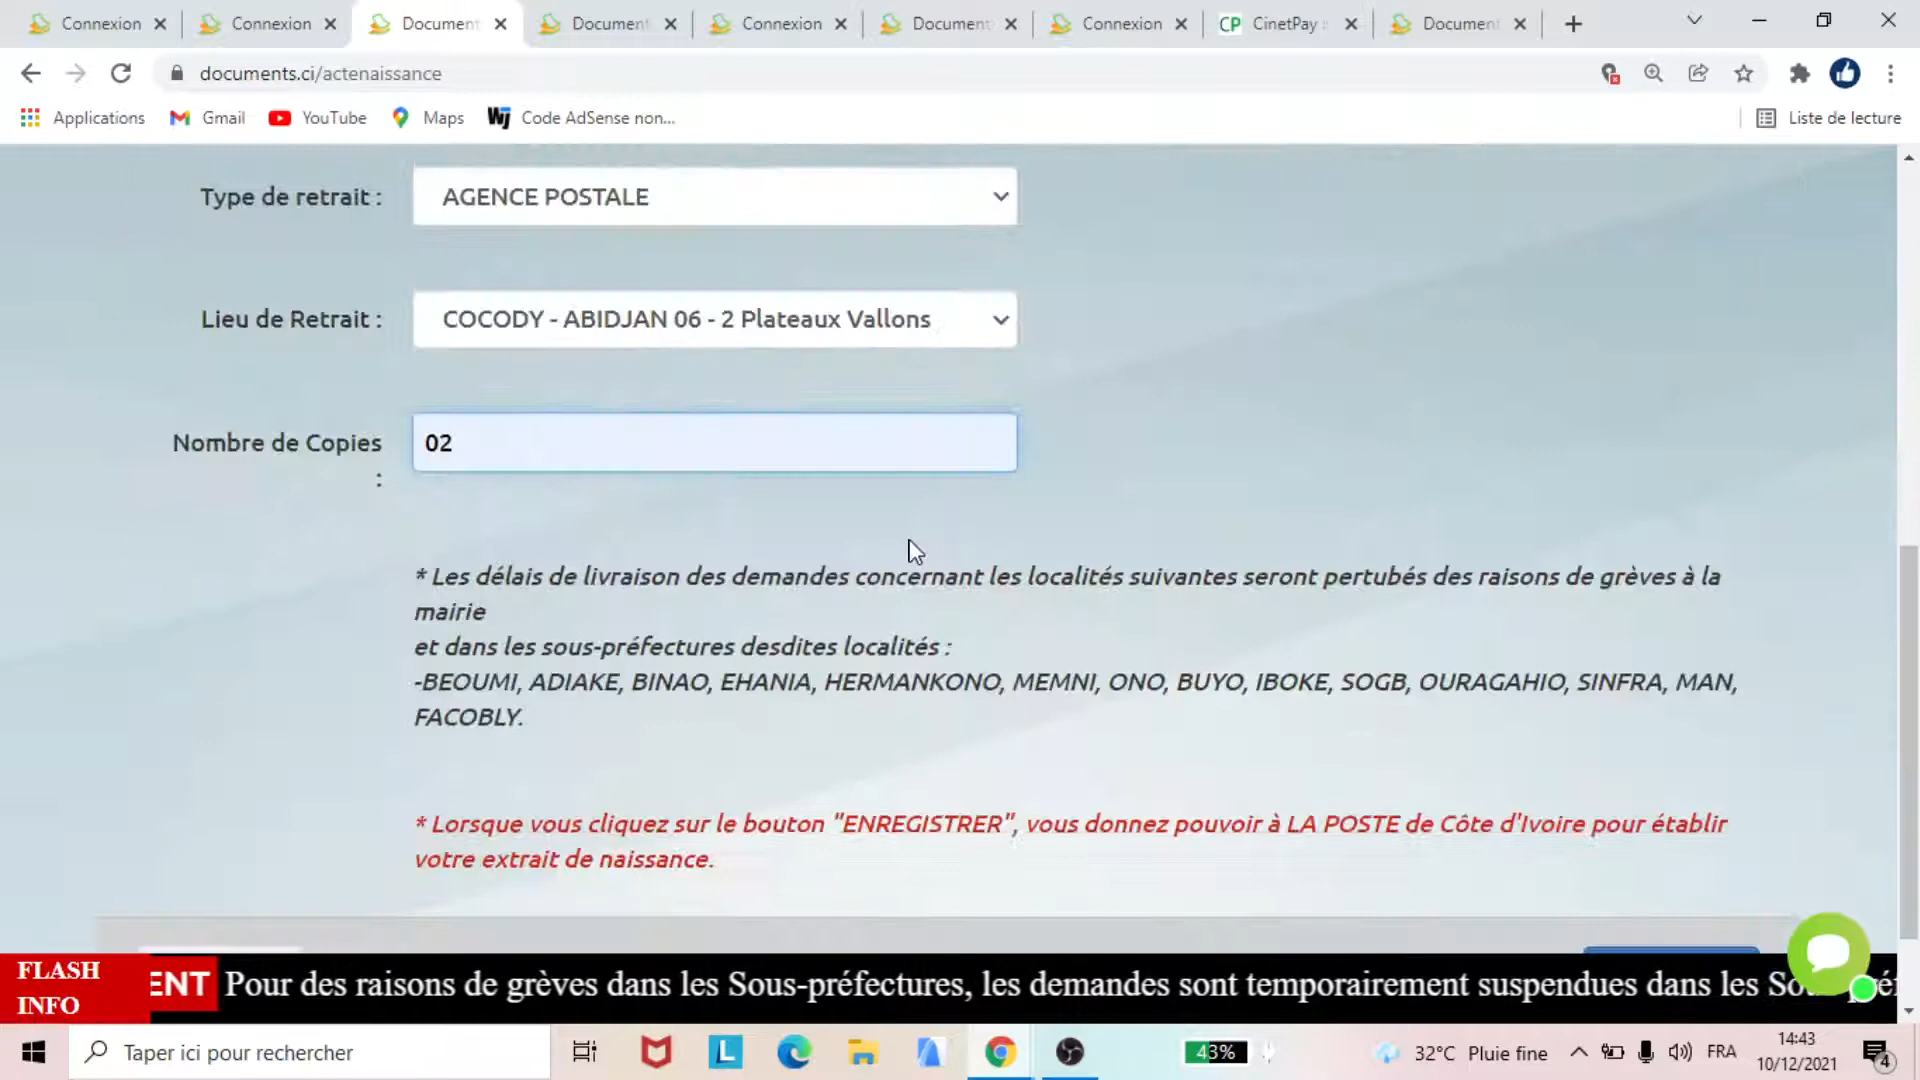 Connexion
Connexion
Document
Document
Connexion
Document
Connexion
CP CinetPay :
Document
documents.ci/actenaissance
Applications
Gmail
YouTube
Maps
Code AdSense non...
Liste de lecture
Type de retrait :
AGENCE POSTALE
Lieu de Retrait :
COCODY - ABIDJAN 06 - 2 Plateaux Vallons
Nombre de Copies
:
02
* Les délais de livraison des demandes concernant les localités suivantes seront pertubés des raisons de grèves à la
mairie
et dans les sous-préfectures desdites localités :
-BEOUMI, ADIAKE, BINAO, EHANIA, HERMANKONO, MEMNI, ONO, BUYO, IBOKE, SOGB, OURAGAHIO, SINFRA, MAN,
FACOBLY.
* Lorsque vous cliquez sur le bouton "ENREGISTRER", vous donnez pouvoir à LA POSTE de Côte d'Ivoire pour établir
votre extrait de naissance.
FLASH
INFO
ENT Pour des raisons de grèves dans les Sous-préfectures, les demandes sont temporairement suspendues dans les
Taper ici pour rechercher
L
43%
32°C Pluie fine
FRA
14:43
10/12/2021
4